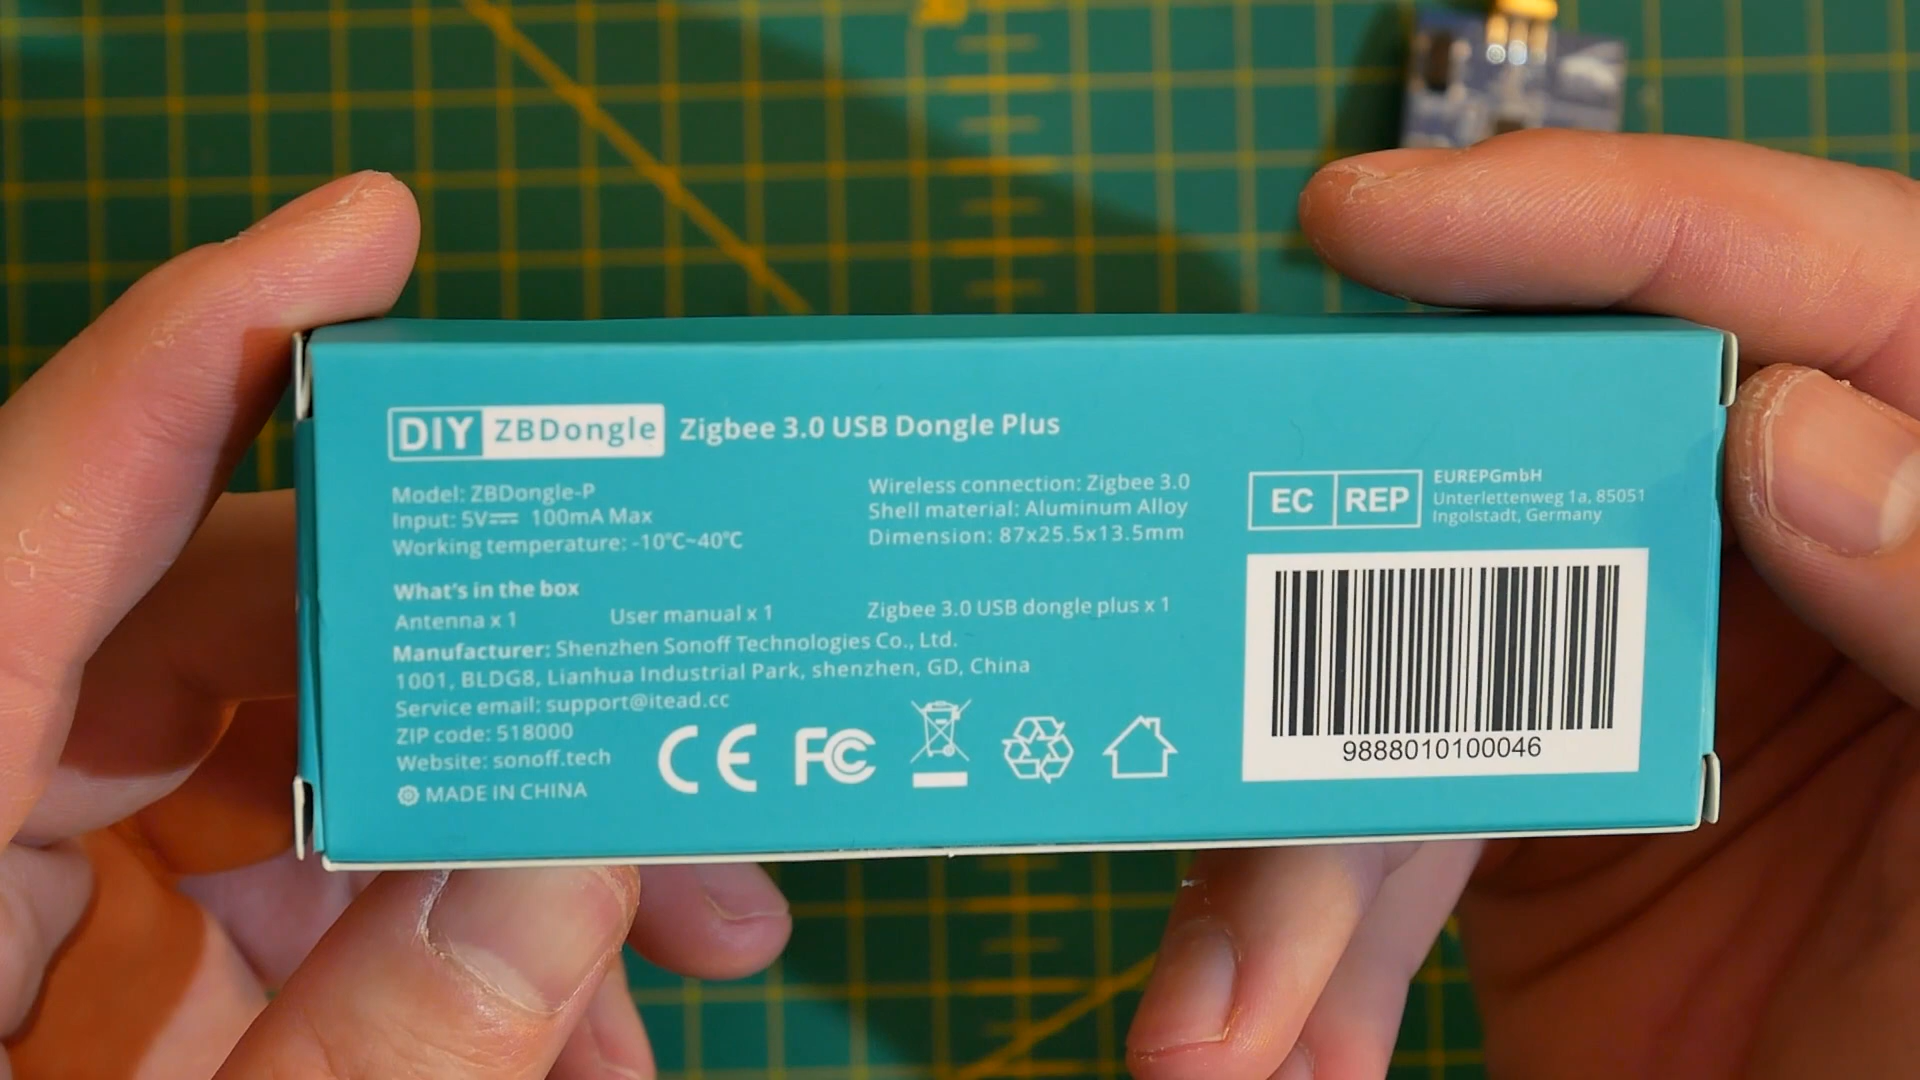 DIY ZBDongle Zigbee 3.0 USB Dongle Plus
Model: ZBDongle-P
Input: 5V⎓ 100mA Max
Working temperature: -10℃~40℃
Wireless connection: Zigbee 3.0
Shell material: Aluminum Alloy
Dimension: 87x25.5x13.5mm
EC REP
EUREPGmbH
Unterlettenweg 1a, 85051
Ingolstadt, Germany
What's in the box
Antenna x 1 User manual x 1 Zigbee 3.0 USB dongle plus x 1
Manufacturer: Shenzhen Sonoff Technologies Co., Ltd.
1001, BLDG8, Lianhua Industrial Park, shenzhen, GD, China
Service email: support@itead.cc
ZIP code: 518000
Website: sonoff.tech
MADE IN CHINA
CE FC
9888010100046